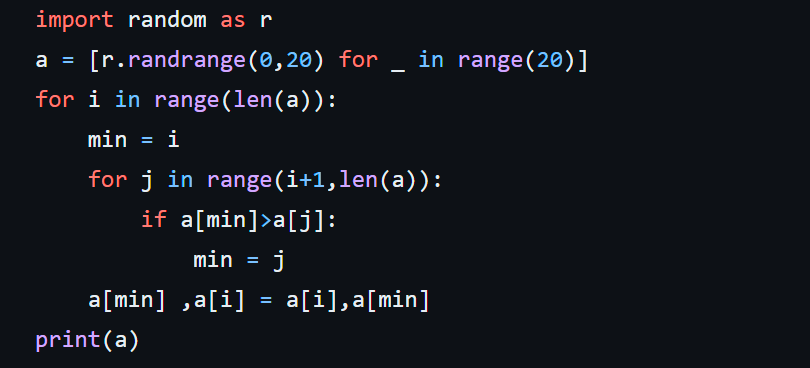 import random as r
a = [r.randrange(0,20) for _ in range(20)]
for i in range(len(a)):
    min = i
    for j in range(i+1,len(a)):
        if a[min]>a[j]:
            min = j
    a[min] ,a[i] = a[i],a[min]
print(a)